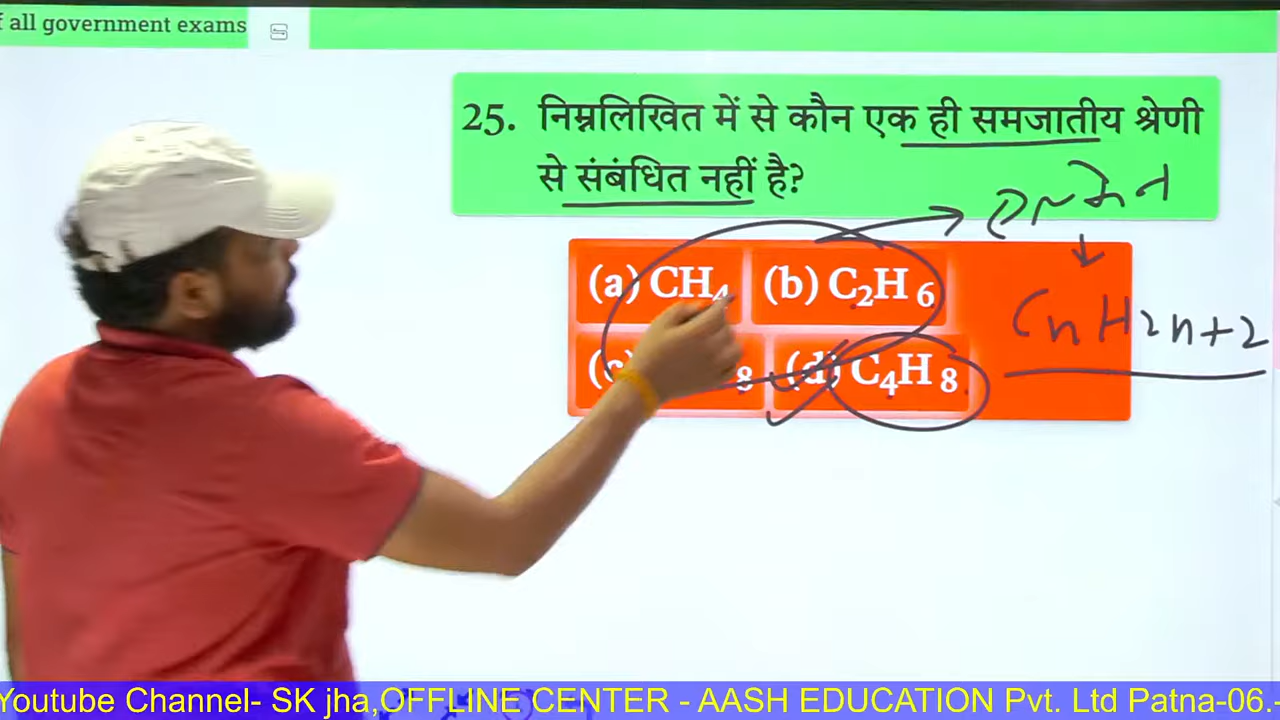 f all government exams
25. निम्नलिखित में से कौन एक ही समजातीय श्रेणी
से संबंधित नहीं है?
(a) CH₄ (b) C₂H₆
(c) 8 (d) C₄H₈
CnH2n+2
Youtube Channel- SK jha,OFFLINE CENTER - AASH EDUCATION Pvt. Ltd Patna-06.-